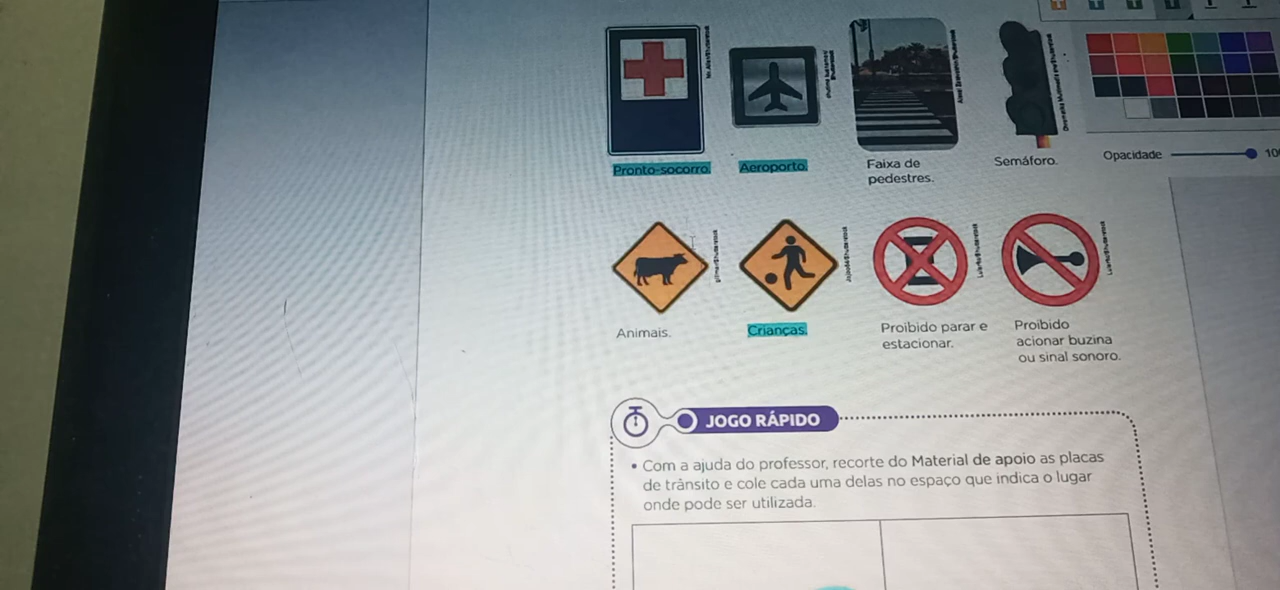 Pronto-socorro.
Aeroporto.
Faixa de
pedestres.
Semáforo.
Opacidade
Animais.
Crianças.
Proibido parar e
estacionar.
Proibido
acionar buzina
ou sinal sonoro.
JOGO RÁPIDO
• Com a ajuda do professor, recorte do Material de apoio as placas
de trânsito e cole cada uma delas no espaço que indica o lugar
onde pode ser utilizada.